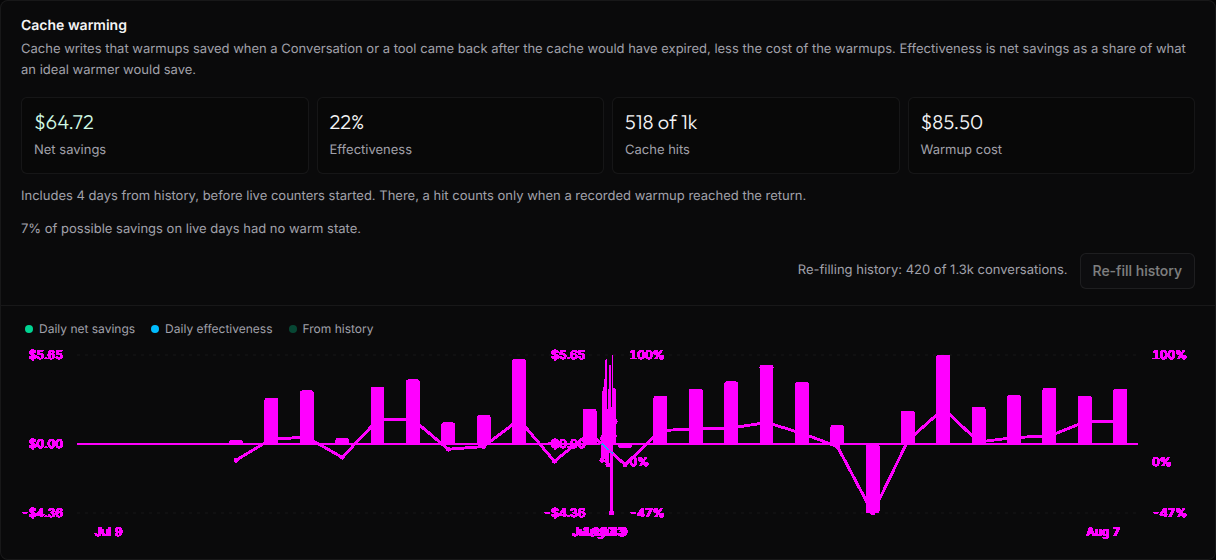 Cache warming
Cache writes that warmups saved when a Conversation or a tool came back after the cache would have expired, less the cost of the warmups. Effectiveness is net savings as a share of what
an ideal warmer would save.
$64.72
Net savings
22%
Effectiveness
518 of 1k
Cache hits
$85.50
Warmup cost
Includes 4 days from history, before live counters started. There, a hit counts only when a recorded warmup reached the return.
7% of possible savings on live days had no warm state.
Re-filling history: 420 of 1.3k conversations.
Re-fill history
Daily net savings
Daily effectiveness
From history
$5.65
$5.65
100%
100%
$0.00
$0.00
0%
0%
-$4.36
-$4.36
-47%
-47%
Jul 9
Aug 7